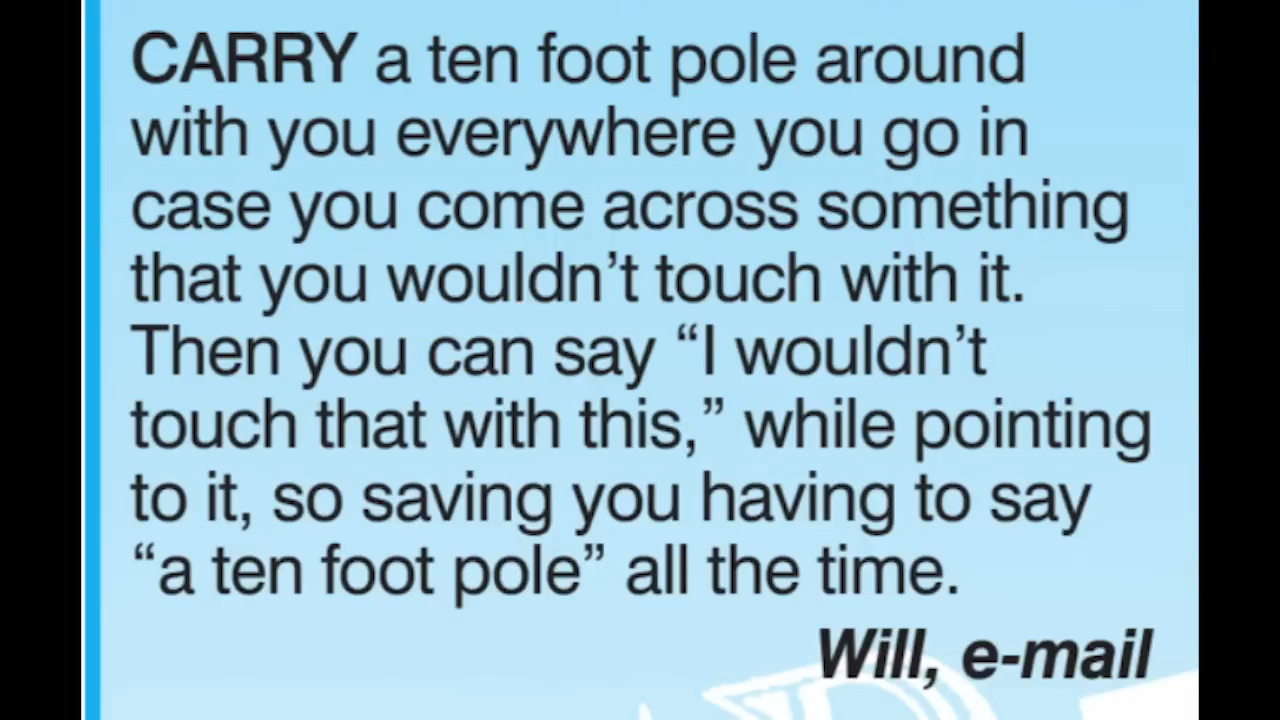 CARRY a ten foot pole around
with you everywhere you go in
case you come across something
that you wouldn’t touch with it.
Then you can say “I wouldn’t
touch that with this,” while pointing
to it, so saving you having to say
“a ten foot pole” all the time.
Will, e-mail